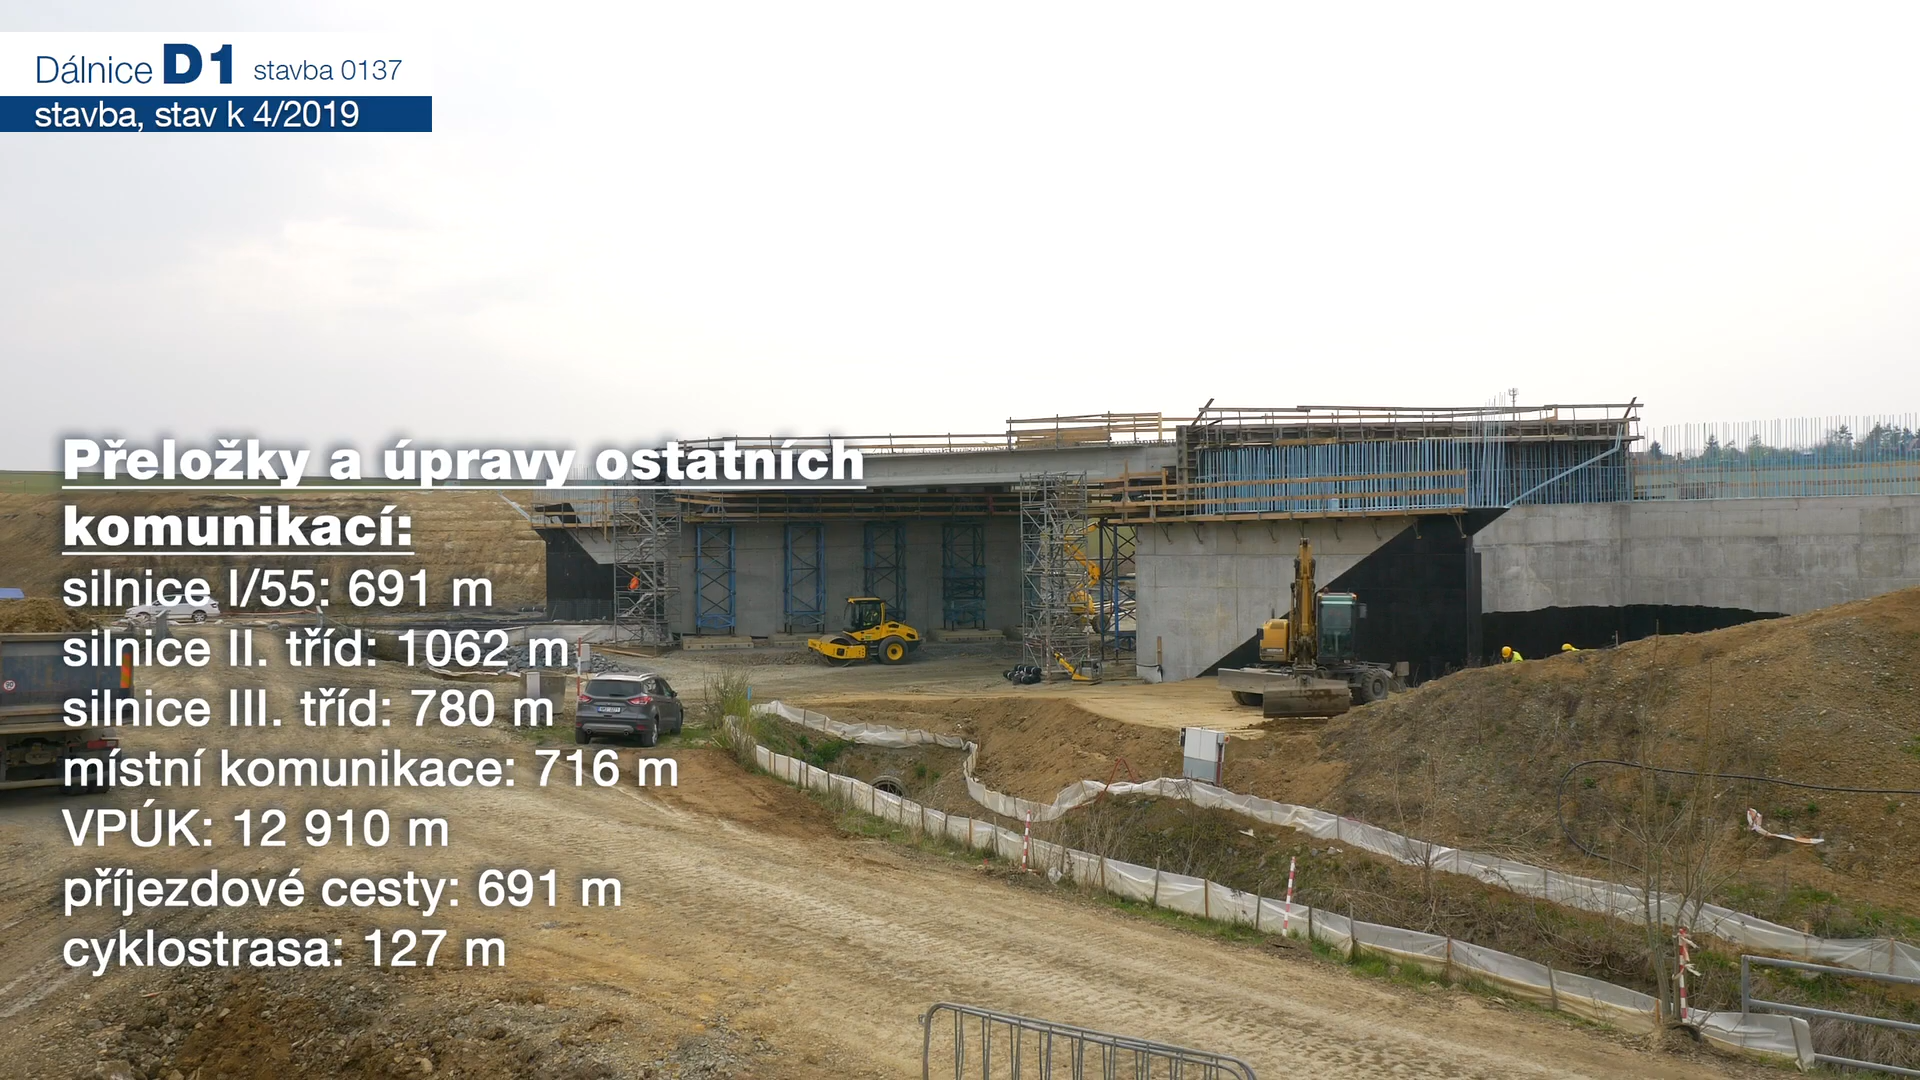 Dálnice D1 stavba 0137
stavba, stav k 4/2019
Přeložky a úpravy ostatních
komunikací:
silnice I/55: 691 m
silnice II. tříd: 1062 m
silnice III. tříd: 780 m
místní komunikace: 716 m
VPÚK: 12 910 m
příjezdové cesty: 691 m
cyklostrasa: 127 m